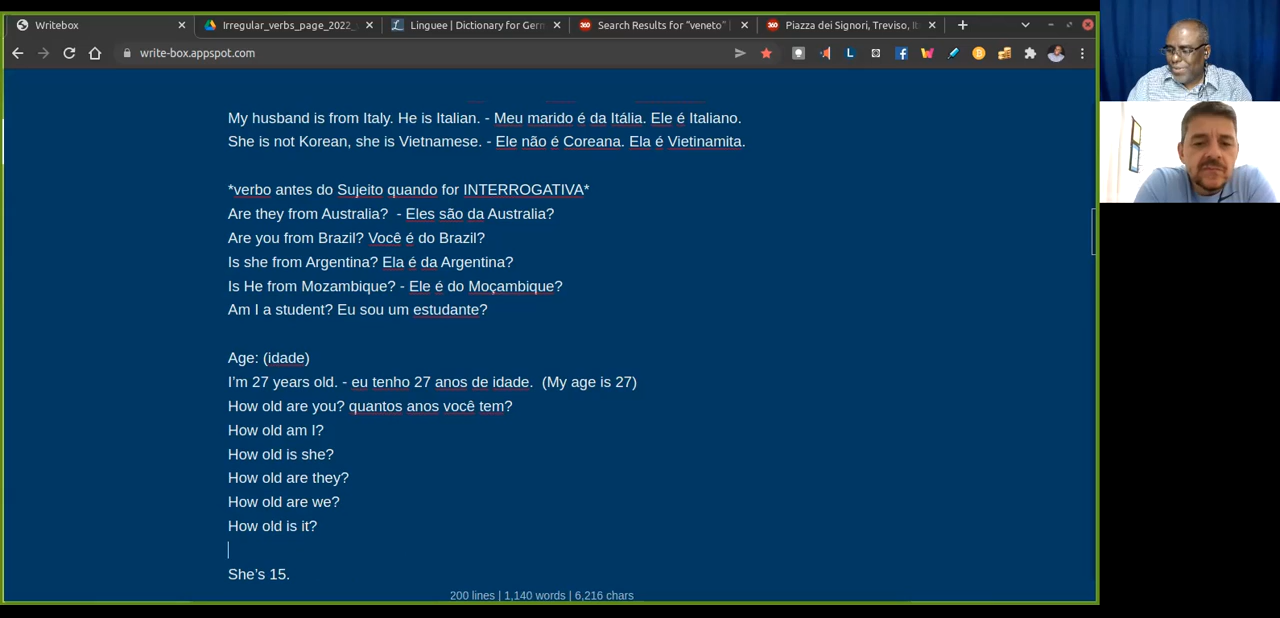 Writebox
Irregular_verbs_page_2022_
Linguee | Dictionary for Gern
Search Results for "veneto" |
Piazza dei Signori, Treviso, It
write-box.appspot.com
My husband is from Italy. He is Italian. - Meu marido é da Itália. Ele é Italiano.
She is not Korean, she is Vietnamese. - Ele não é Coreana. Ela é Vietinamita.
*verbo antes do Sujeito quando for INTERROGATIVA*
Are they from Australia?  - Eles são da Australia?
Are you from Brazil? Você é do Brazil?
Is she from Argentina? Ela é da Argentina?
Is He from Mozambique? - Ele é do Moçambique?
Am I a student? Eu sou um estudante?
Age: (idade)
I'm 27 years old. - eu tenho 27 anos de idade.  (My age is 27)
How old are you? quantos anos você tem?
How old am I?
How old is she?
How old are they?
How old are we?
How old is it?
She's 15.
200 lines | 1,140 words | 6,216 chars